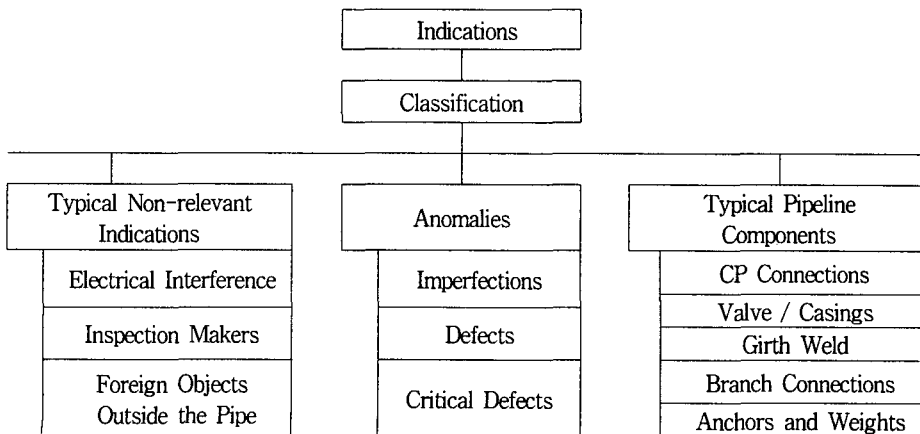 Indications
Classification
Typical Non-relevant
Indications
Electrical Interference
Inspection Makers
Foreign Objects
Outside the Pipe
Anomalies
Imperfections
Defects
Critical Defects
Typical Pipeline
Components
CP Connections
Valve / Casings
Girth Weld
Branch Connections
Anchors and Weights